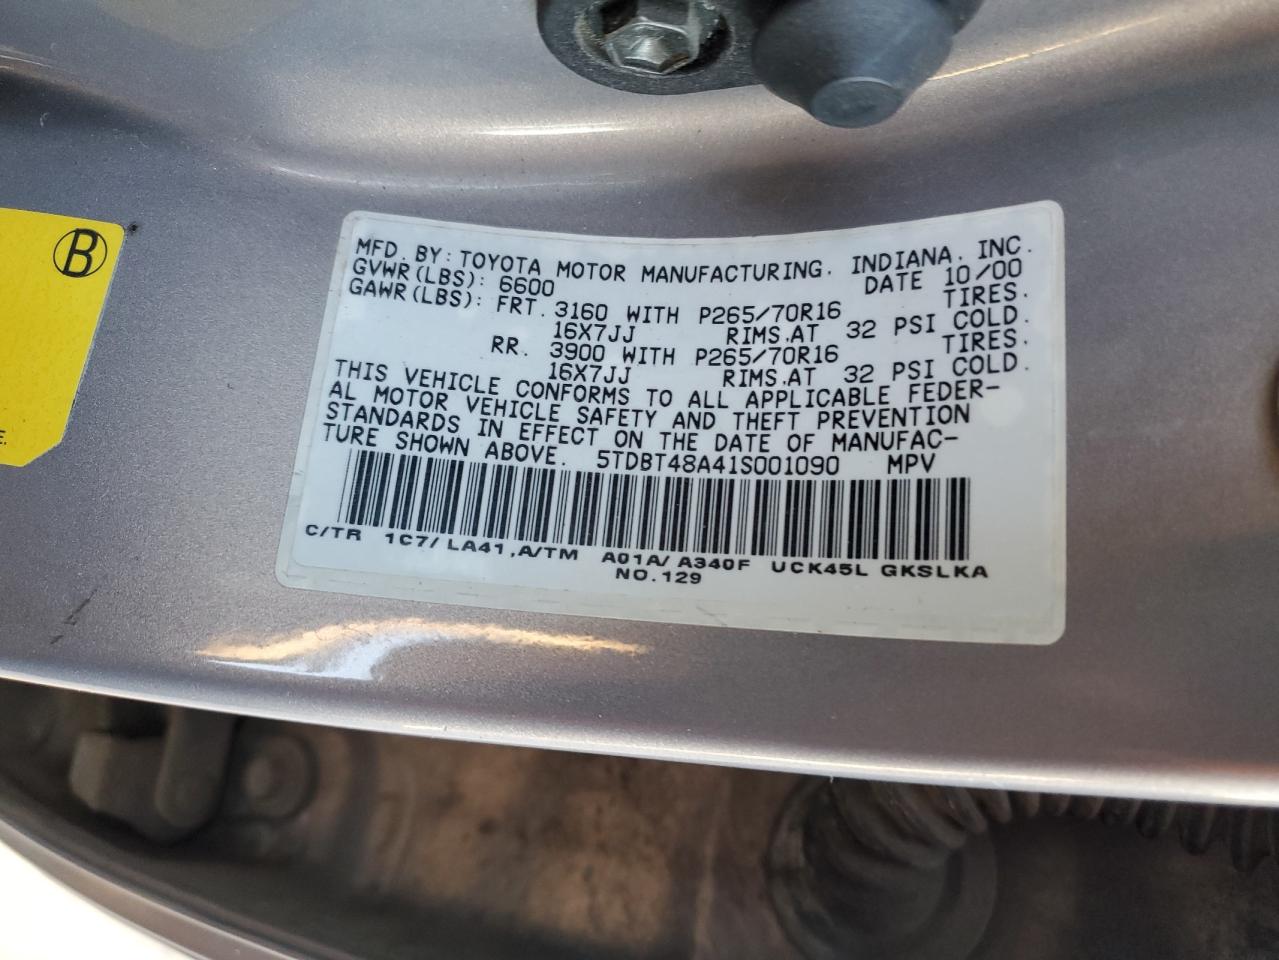 B
E.
MFD. BY: TOYOTA MOTOR MANUFACTURING. INDIANA, INC.
GVWR(LBS): 6600 DATE 10/00
GAWR(LBS): FRT. 3160 WITH P265/70R16 TIRES.
16X7JJ RIMS.AT 32 PSI COLD.
RR. 3900 WITH P265/70R16 TIRES.
16X7JJ RIMS.AT 32 PSI COLD.
THIS VEHICLE CONFORMS TO ALL APPLICABLE FEDER-
AL MOTOR VEHICLE SAFETY AND THEFT PREVENTION
STANDARDS IN EFFECT ON THE DATE OF MANUFAC-
TURE SHOWN ABOVE. 5TDBT48A41S001090 MPV
C/TR 1C7/ LA41,A/TM A01A/ A340F UCK45L GKSLKA
NO.129